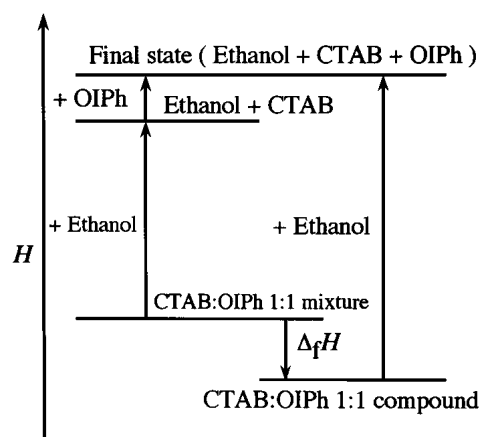 Final state ( Ethanol + CTAB + OIPh )
+ OIPh
Ethanol + CTAB
+ Ethanol
+ Ethanol
H
CTAB:OIPh 1:1 mixture
ΔfH
CTAB:OIPh 1:1 compound